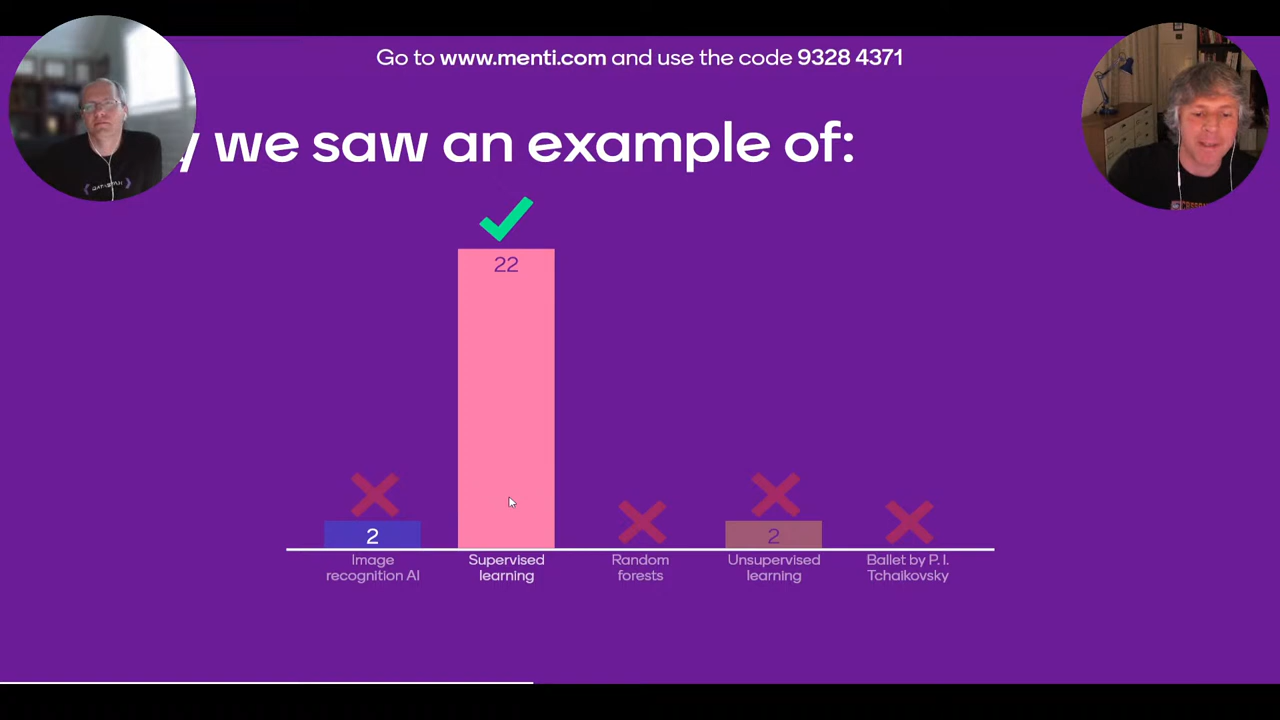 Go to www.menti.com and use the code 9328 4371
y we saw an example of:
22
2
2
Image
recognition AI
Supervised
learning
Random
forests
Unsupervised
learning
Ballet by P. I.
Tchaikovsky